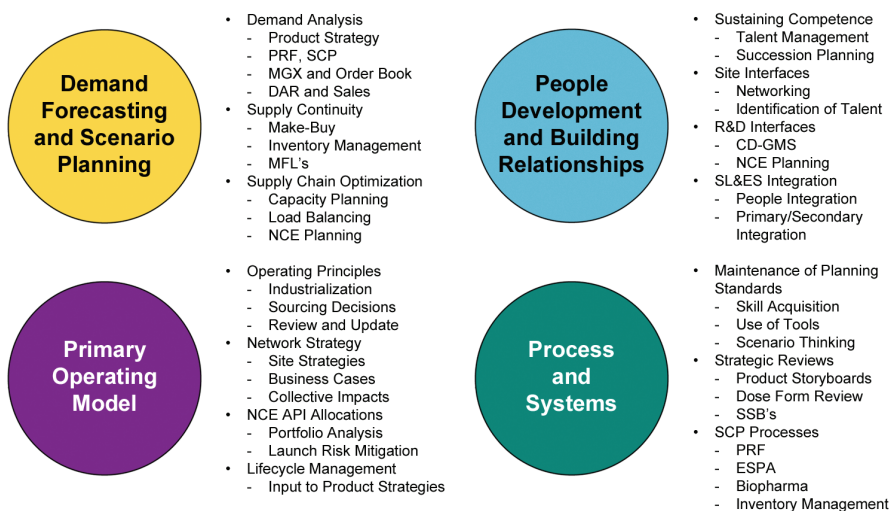 Demand
Forecasting
and Scenario
Planning
• Demand Analysis
- Product Strategy
- PRF, SCP
- MGX and Order Book
- DAR and Sales
• Supply Continuity
- Make-Buy
- Inventory Management
- MFL's
• Supply Chain Optimization
- Capacity Planning
- Load Balancing
- NCE Planning
People
Development
and Building
Relationships
• Sustaining Competence
- Talent Management
- Succession Planning
• Site Interfaces
- Networking
- Identification of Talent
• R&D Interfaces
- CD-GMS
- NCE Planning
• SL&ES Integration
- People Integration
- Primary/Secondary
Integration
Primary
Operating
Model
• Operating Principles
- Industrialization
- Sourcing Decisions
- Review and Update
• Network Strategy
- Site Strategies
- Business Cases
- Collective Impacts
• NCE API Allocations
- Portfolio Analysis
- Launch Risk Mitigation
• Lifecycle Management
- Input to Product Strategies
Process
and
Systems
• Maintenance of Planning
Standards
- Skill Acquisition
- Use of Tools
- Scenario Thinking
• Strategic Reviews
- Product Storyboards
- Dose Form Review
- SSB's
• SCP Processes
- PRF
- ESPA
- Biopharma
- Inventory Management